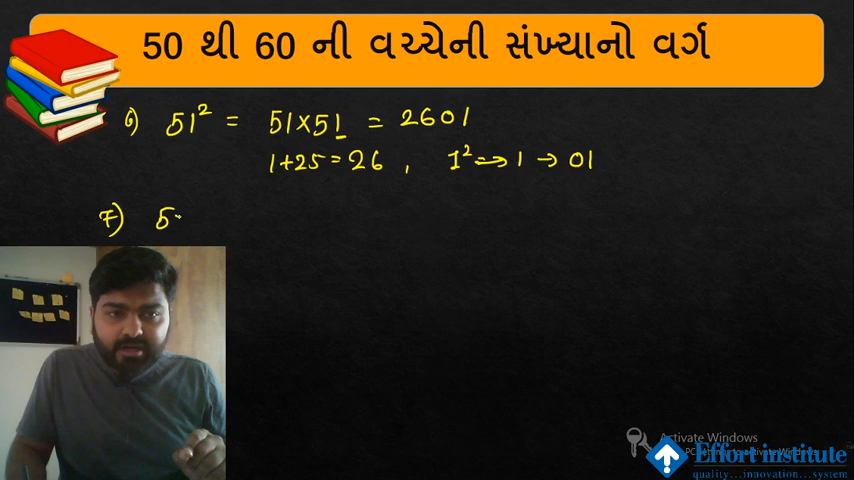 50 થી 60 ની વચ્ચેની સંખ્યાનો વર્ગ
6) 51² = 51×51 = 2601
1+25=26 , 1² ⇒ 1 → 01
7) 5
Activate Windows
Effort institute
quality...innovation...system